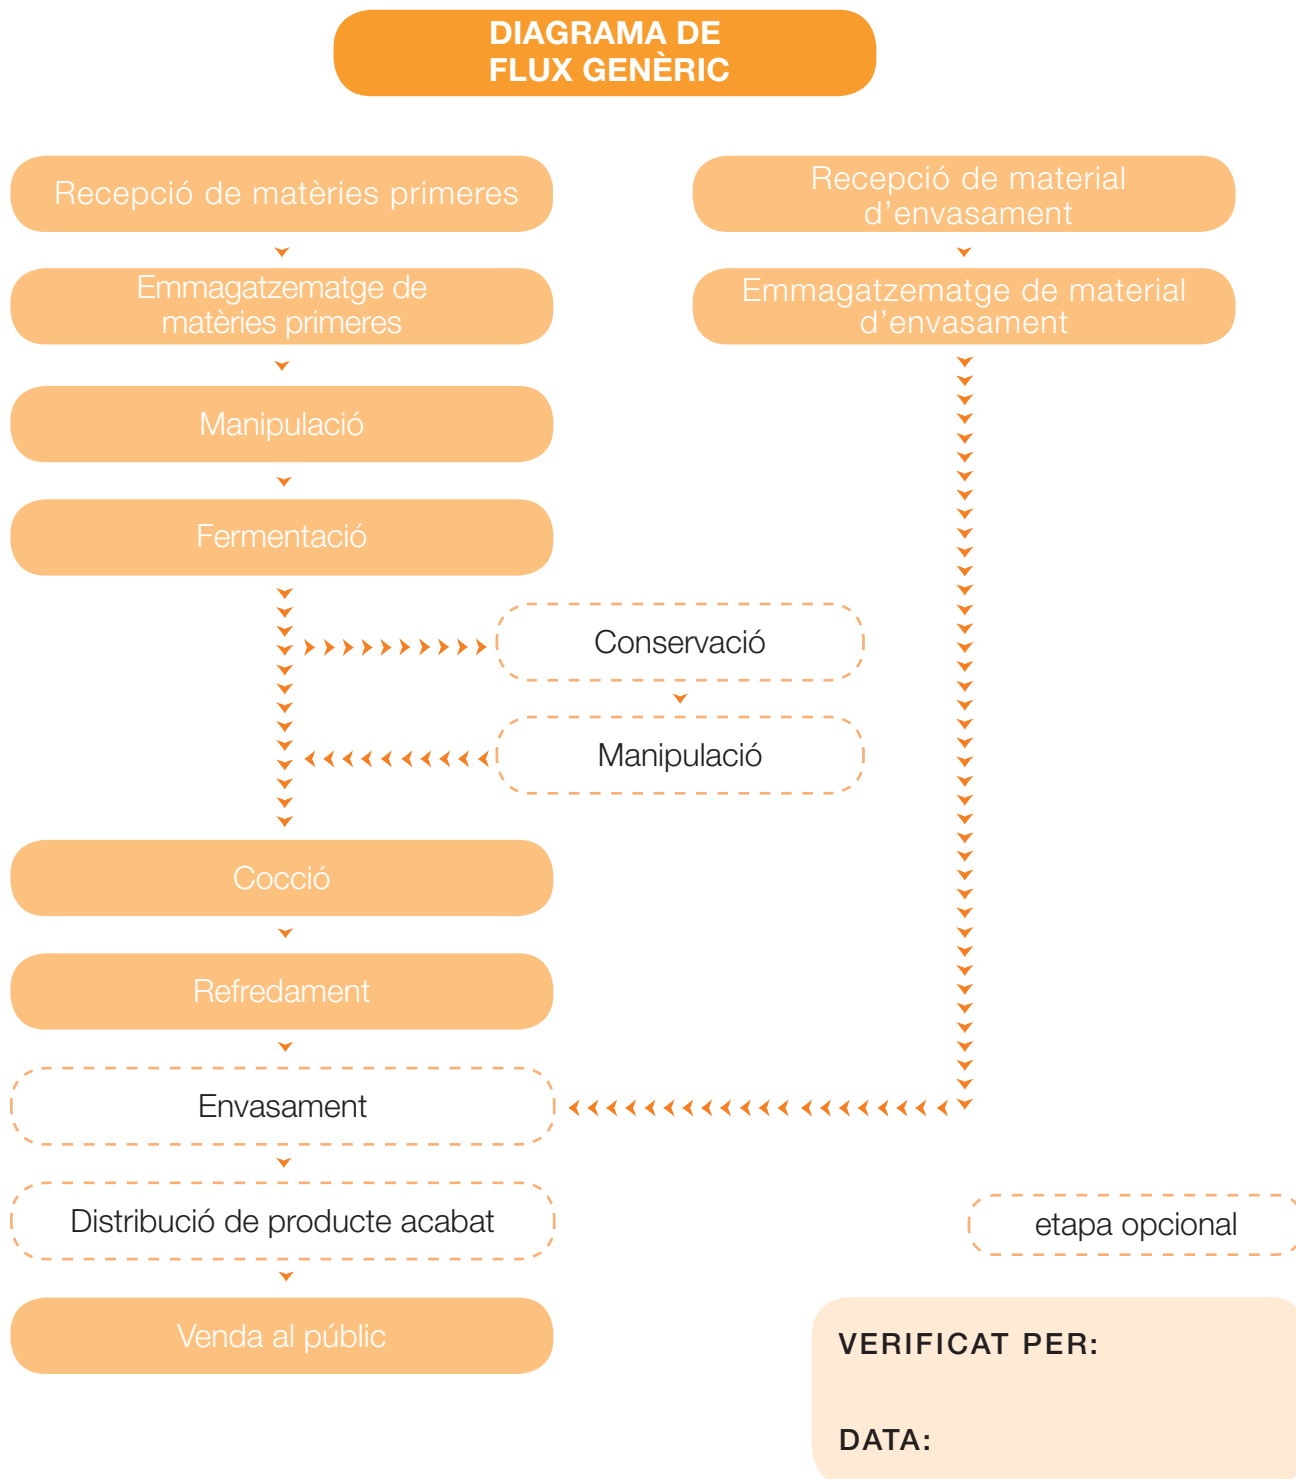 DIAGRAMA DE
FLUX GENÈRIC
Recepció de matèries primeres
Recepció de material
d’envasament
Emmagatzematge de
matèries primeres
Emmagatzematge de material
d’envasament
Manipulació
Fermentació
Conservació
Manipulació
Cocció
Refredament
Envasament
Distribució de producte acabat
etapa opcional
Venda al públic
VERIFICAT PER:
DATA: